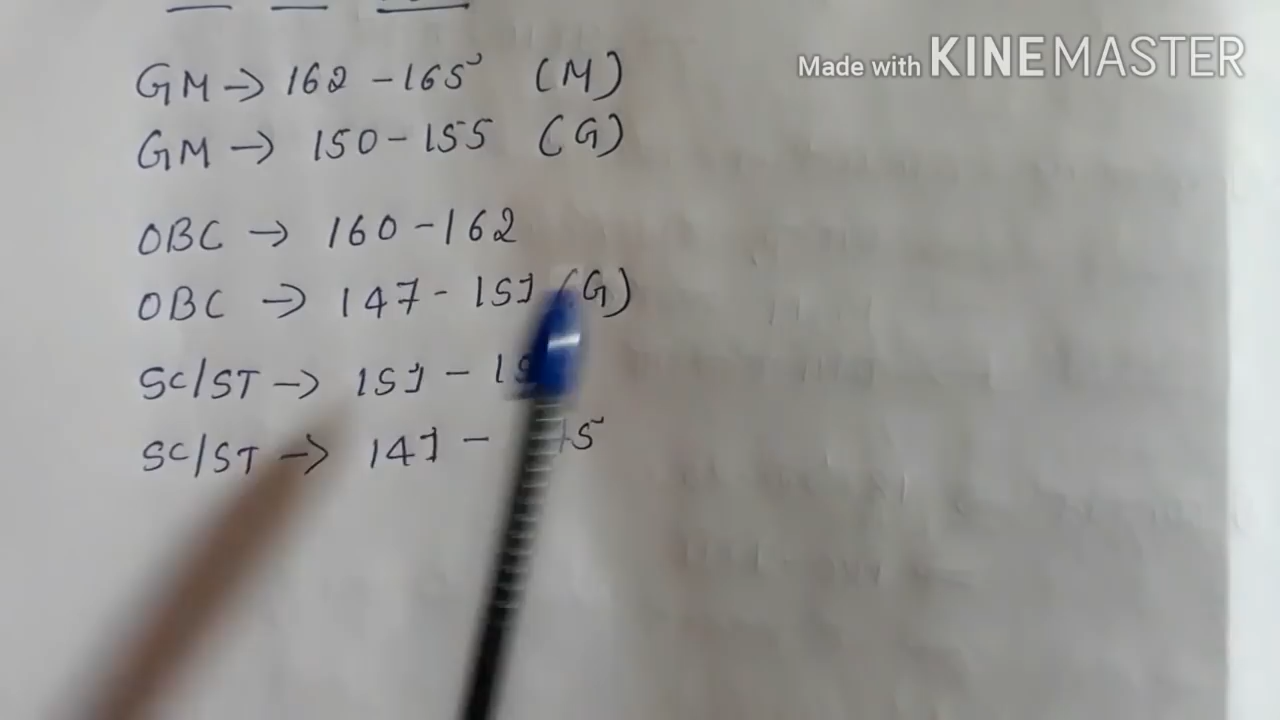 Made with KINEMASTER
GM → 162 - 165 (M)
GM → 150 - 155 (G)
OBC → 160 - 162
OBC → 147 - 151 (G)
SC/ST → 151 -
SC/ST → 141 -